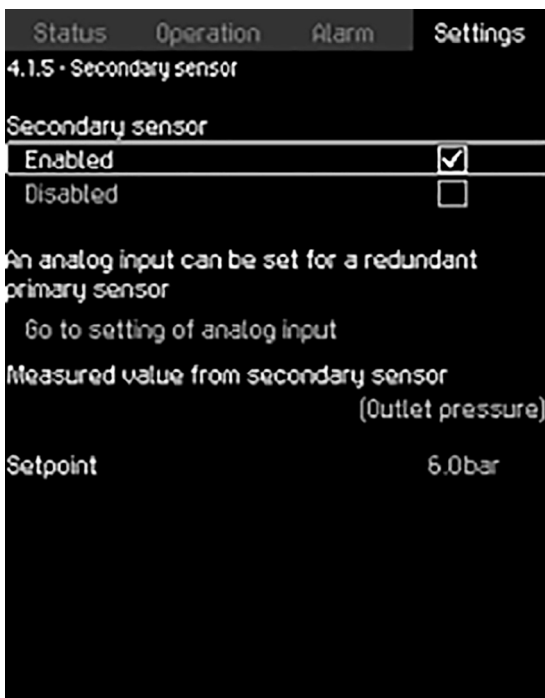 Status Operation Alarm Settings
4.1.5 - Secondary sensor
Secondary sensor
Enabled
Disabled
An analog input can be set for a redundant
primary sensor
Go to setting of analog input
Measured value from secondary sensor
(Outlet pressure)
Setpoint 6.0bar